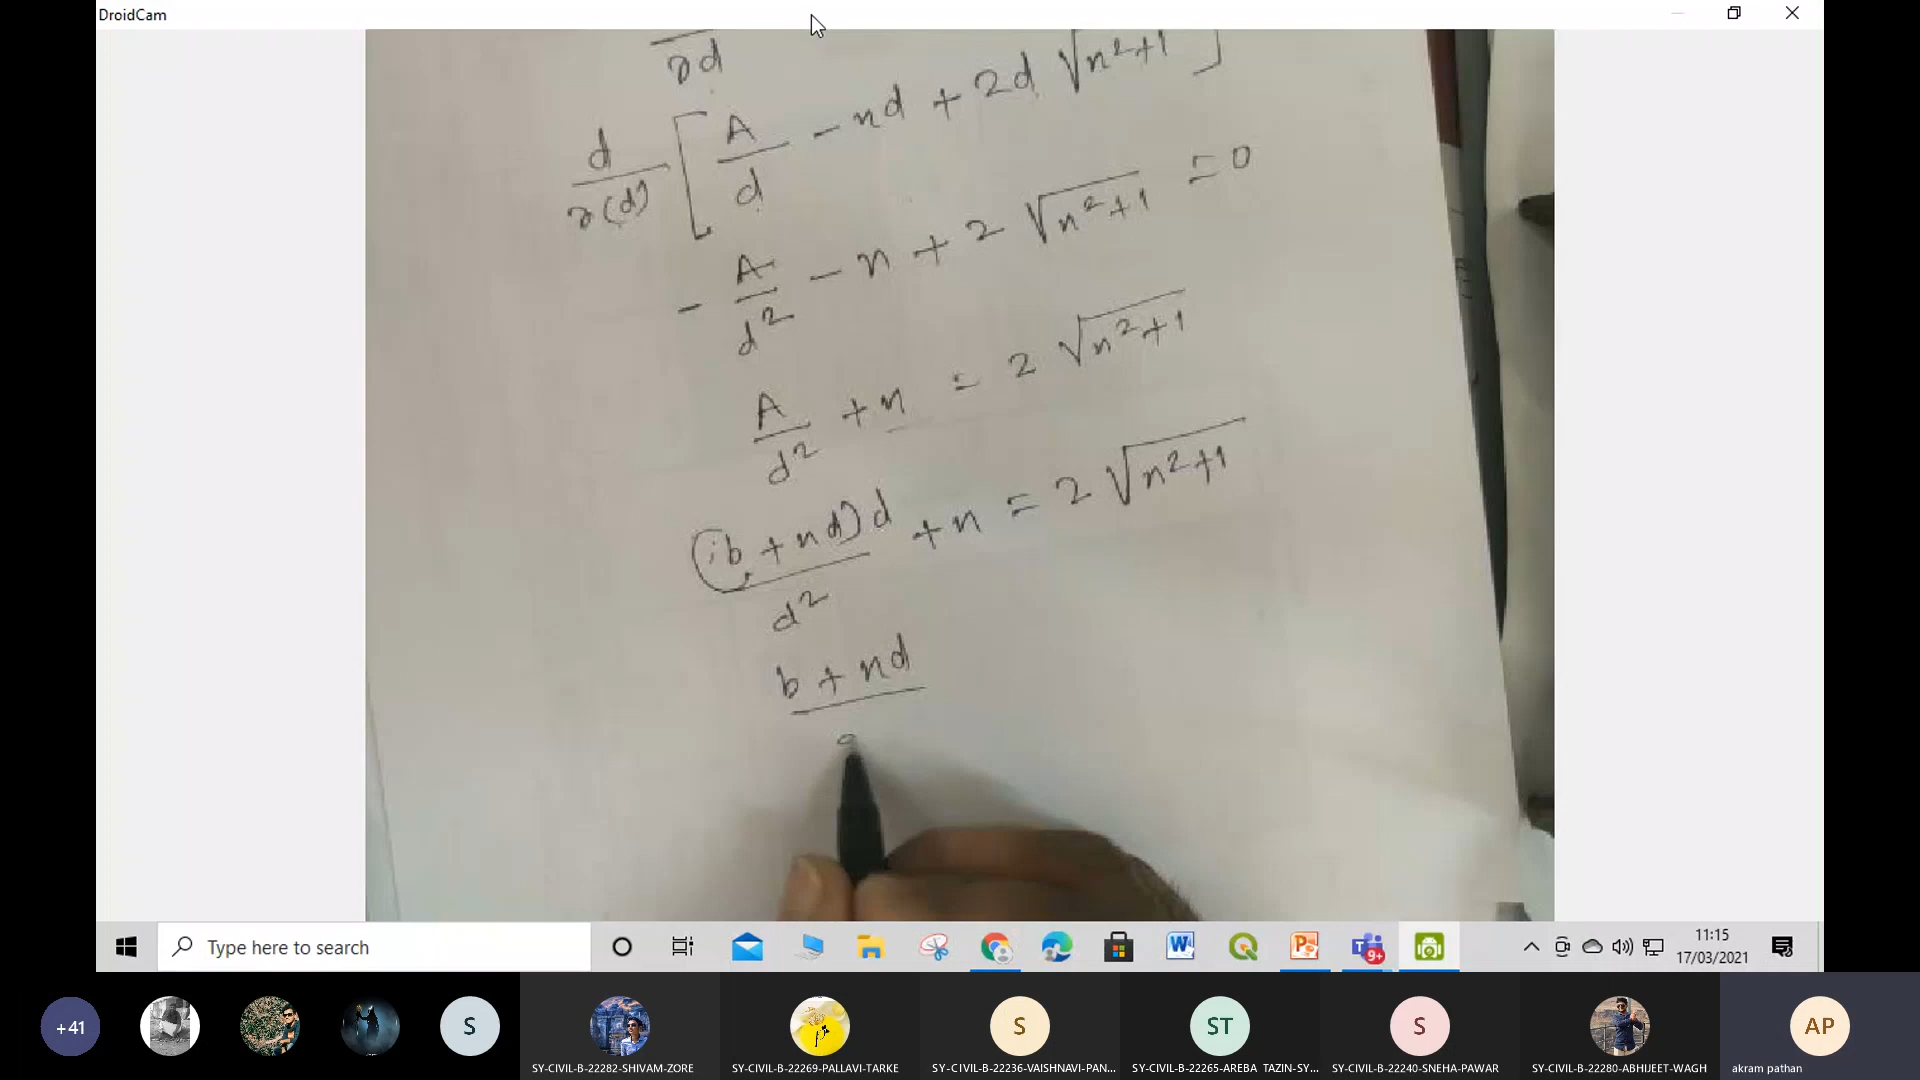 DroidCam
∂d
d/∂(d) [A/d - nd + 2d √n²+1]
- A/d² - n + 2 √n²+1 = 0
A/d² + n = 2 √n²+1
(b + nd)d/d² + n = 2 √n²+1
b + nd
Type here to search
9+
11:15
17/03/2021
+41
S
S
ST
S
AP
SY-CIVIL-B-22282-SHIVAM-ZORE
SY-CIVIL-B-22269-PALLAVI-TARKE
SY-CIVIL-B-22236-VAISHNAVI-PAN...
SY-CIVIL-B-22265-AREBA TAZIN-SY...
SY-CIVIL-B-22240-SNEHA-PAWAR
SY-CIVIL-B-22280-ABHIJEET-WAGH
akram pathan